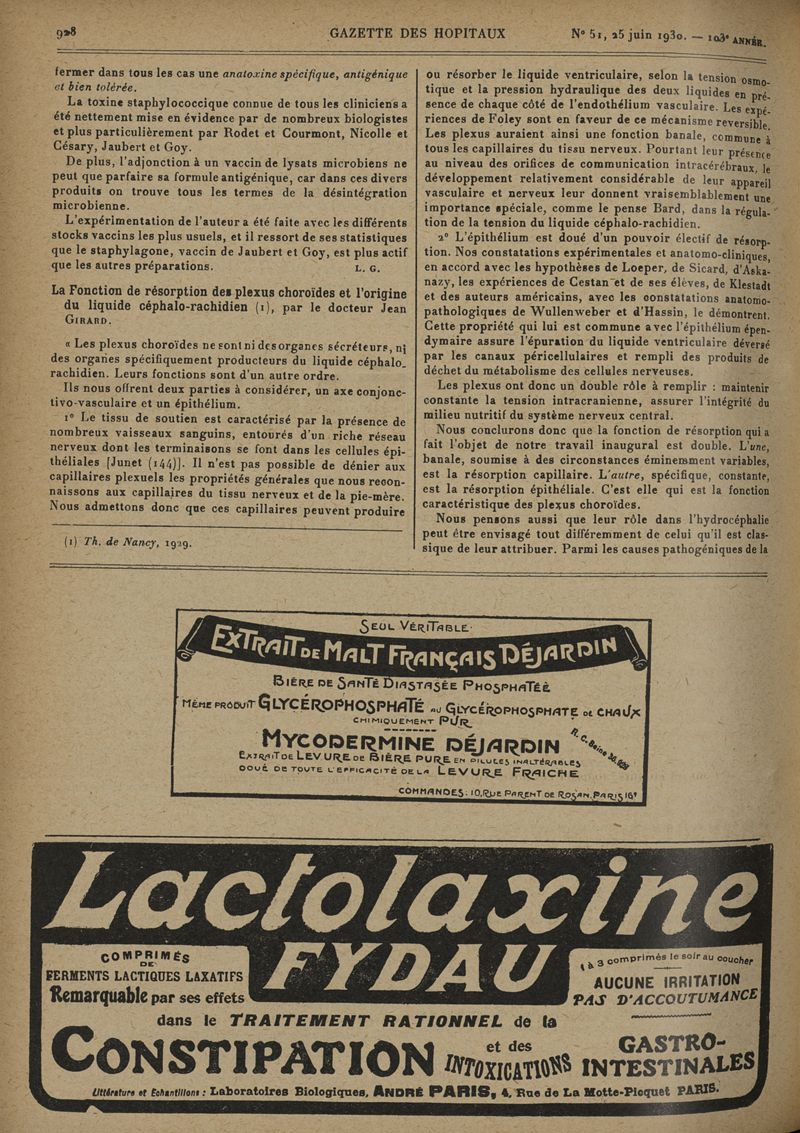 928
GAZETTE DES HOPITAUX
N° 51, 25 juin 1930. — 103e ANNÉE.
fermer dans tous les cas une anatoxine spécifique, antigénique
et bien tolérée.
La toxine staphylococcique connue de tous les cliniciens a
été nettement mise en évidence par de nombreux biologistes
et plus particulièrement par Rodet et Courmont, Nicolle et
Césary, Jaubert et Goy.
De plus, l'adjonction à un vaccin de lysats microbiens ne
peut que parfaire sa formule antigénique, car dans ces divers
produits on trouve tous les termes de la désintégration
microbienne.
L'expérimentation de l'auteur a été faite avec les différents
stocks vaccins les plus usuels, et il ressort de ses statistiques
que le staphylagone, vaccin de Jaubert et Goy, est plus actif
que les autres préparations. L. G.
La Fonction de résorption des plexus choroïdes et l'origine
du liquide céphalo-rachidien (1), par le docteur Jean
GIRARD.
« Les plexus choroïdes ne sont ni des organes sécréteurs, ni
des organes spécifiquement producteurs du liquide céphalo-
rachidien. Leurs fonctions sont d'un autre ordre.
Ils nous offrent deux parties à considérer, un axe conjonc-
tivo-vasculaire et un épithélium.
1° Le tissu de soutien est caractérisé par la présence de
nombreux vaisseaux sanguins, entourés d'un riche réseau
nerveux dont les terminaisons se font dans les cellules épi-
théliales [Junet (144)]. Il n'est pas possible de dénier aux
capillaires plexuels les propriétés générales que nous recon-
naissons aux capillaires du tissu nerveux et de la pie-mère.
Nous admettons donc que ces capillaires peuvent produire
(1) Th. de Nancy, 1929.
ou résorber le liquide ventriculaire, selon la tension osmo-
tique et la pression hydraulique des deux liquides en pré-
sence de chaque côté de l'endothélium vasculaire. Les expé-
riences de Foley sont en faveur de ce mécanisme reversible.
Les plexus auraient ainsi une fonction banale, commune à
tous les capillaires du tissu nerveux. Pourtant leur présence
au niveau des orifices de communication intracérébraux, le
développement relativement considérable de leur appareil
vasculaire et nerveux leur donnent vraisemblablement une
importance spéciale, comme le pense Bard, dans la régula-
tion de la tension du liquide céphalo-rachidien.
2° L'épithélium est doué d'un pouvoir électif de résorp-
tion. Nos constatations expérimentales et anatomo-cliniques,
en accord avec les hypothèses de Loeper, de Sicard, d'Aska-
nazy, les expériences de Cestan et de ses élèves, de Klestadt
et des auteurs américains, avec les constatations anatomo-
pathologiques de Wullenweber et d'Hassin, le démontrent.
Cette propriété qui lui est commune avec l'épithélium épen-
dymaire assure l'épuration du liquide ventriculaire déversé
par les canaux péricellulaires et rempli des produits de
déchet du métabolisme des cellules nerveuses.
Les plexus ont donc un double rôle à remplir : maintenir
constante la tension intracranienne, assurer l'intégrité du
milieu nutritif du système nerveux central.
Nous conclurons donc que la fonction de résorption qui a
fait l'objet de notre travail inaugural est double. L'une,
banale, soumise à des circonstances éminemment variables,
est la résorption capillaire. L'autre, spécifique, constante,
est la résorption épithéliale. C'est elle qui est la fonction
caractéristique des plexus choroïdes.
Nous pensons aussi que leur rôle dans l'hydrocéphalie
peut être envisagé tout différemment de celui qu'il est clas-
sique de leur attribuer. Parmi les causes pathogéniques de la
SEUL VÉRITABLE
EXTRAIT DE MALT FRANÇAIS DÉJARDIN
BIÈRE DE SANTÉ DIASTASÉE PHOSPHATÉE
MÊME PRODUIT GLYCÉROPHOSPHATÉ AU GLYCÉROPHOSPHATE DE CHAUX
CHIMIQUEMENT PUR
MYCODERMINE DÉJARDIN
R. C. Seine
EXTRAIT DE LEVURE DE BIÈRE PURE EN PILULES INALTÉRABLES
DOUÉ DE TOUTE L'EFFICACITÉ DE LA LEVURE FRAICHE
COMMANDES: 10, RUE PARENT DE ROSAN. PARIS 16e
Lactolaxine
FYDAU
COMPRIMÉS
DE
FERMENTS LACTIQUES LAXATIFS
Remarquable par ses effets
1 à 3 comprimés le soir au coucher
AUCUNE IRRITATION
PAS D'ACCOUTUMANCE
dans le TRAITEMENT RATIONNEL de la
CONSTIPATION et des INTOXICATIONS GASTRO-
INTESTINALES
Littérature et Echantillons : Laboratoires Biologiques, ANDRÉ PARIS, 4, Rue de La Motte-Picquet PARIS.